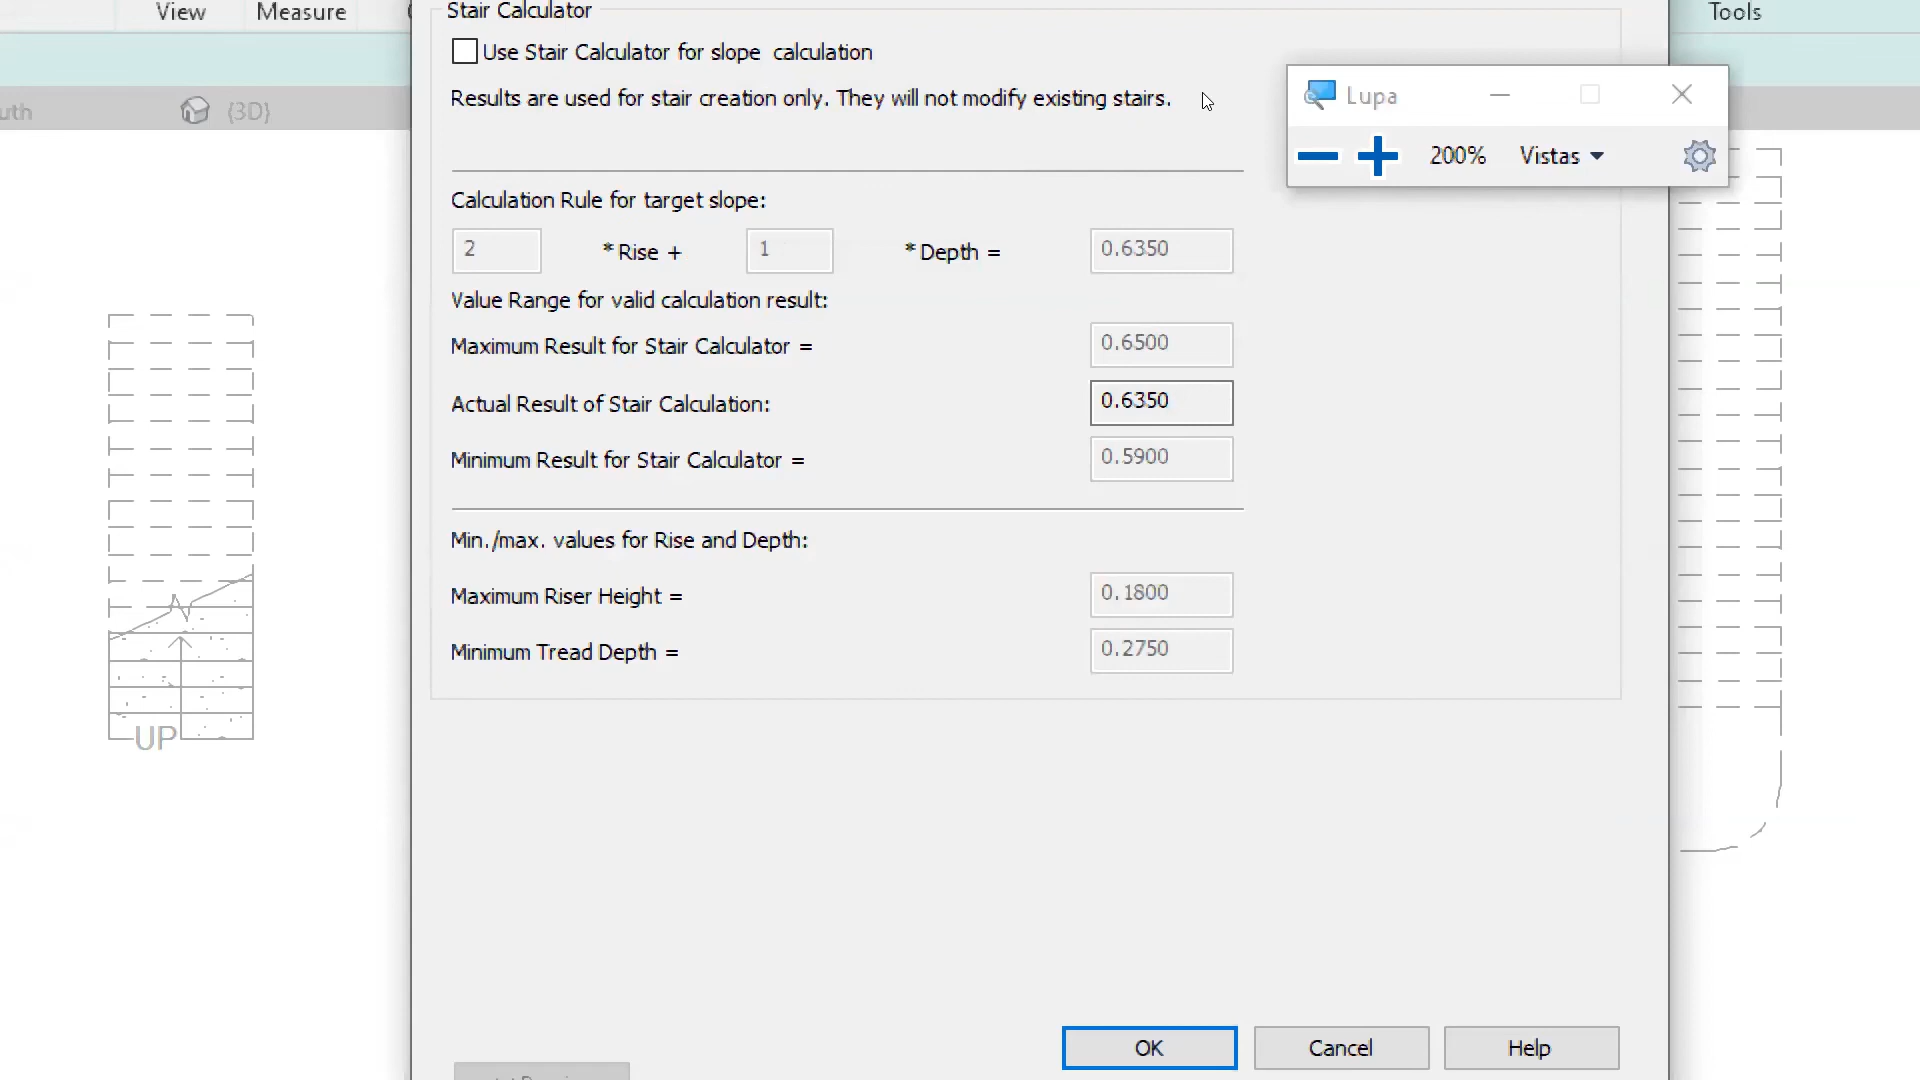 View
Measure
Tools
uth
{3D}
UP
Stair Calculator
Use Stair Calculator for slope calculation
Results are used for stair creation only. They will not modify existing stairs.
Calculation Rule for target slope:
2 * Rise + 1 * Depth = 0.6350
Value Range for valid calculation result:
Maximum Result for Stair Calculator = 0.6500
Actual Result of Stair Calculation: 0.6350
Minimum Result for Stair Calculator = 0.5900
Min./max. values for Rise and Depth:
Maximum Riser Height = 0.1800
Minimum Tread Depth = 0.2750
OK
Cancel
Help
Lupa
200%
Vistas